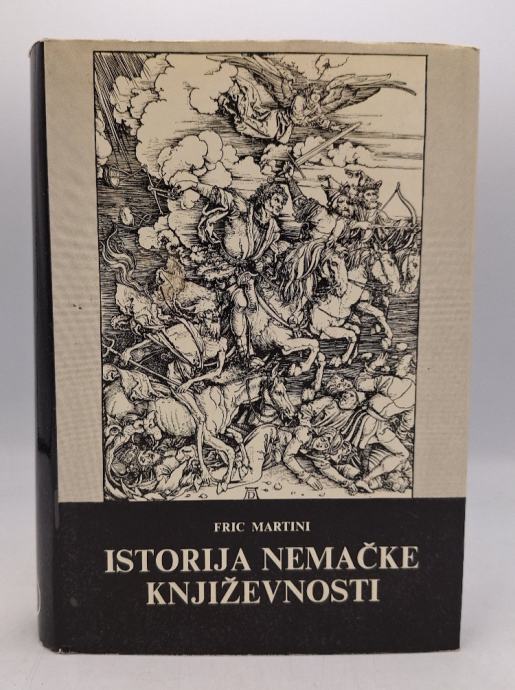 FRIC MARTINI
ISTORIJA NEMAČKE
KNJIŽEVNOSTI